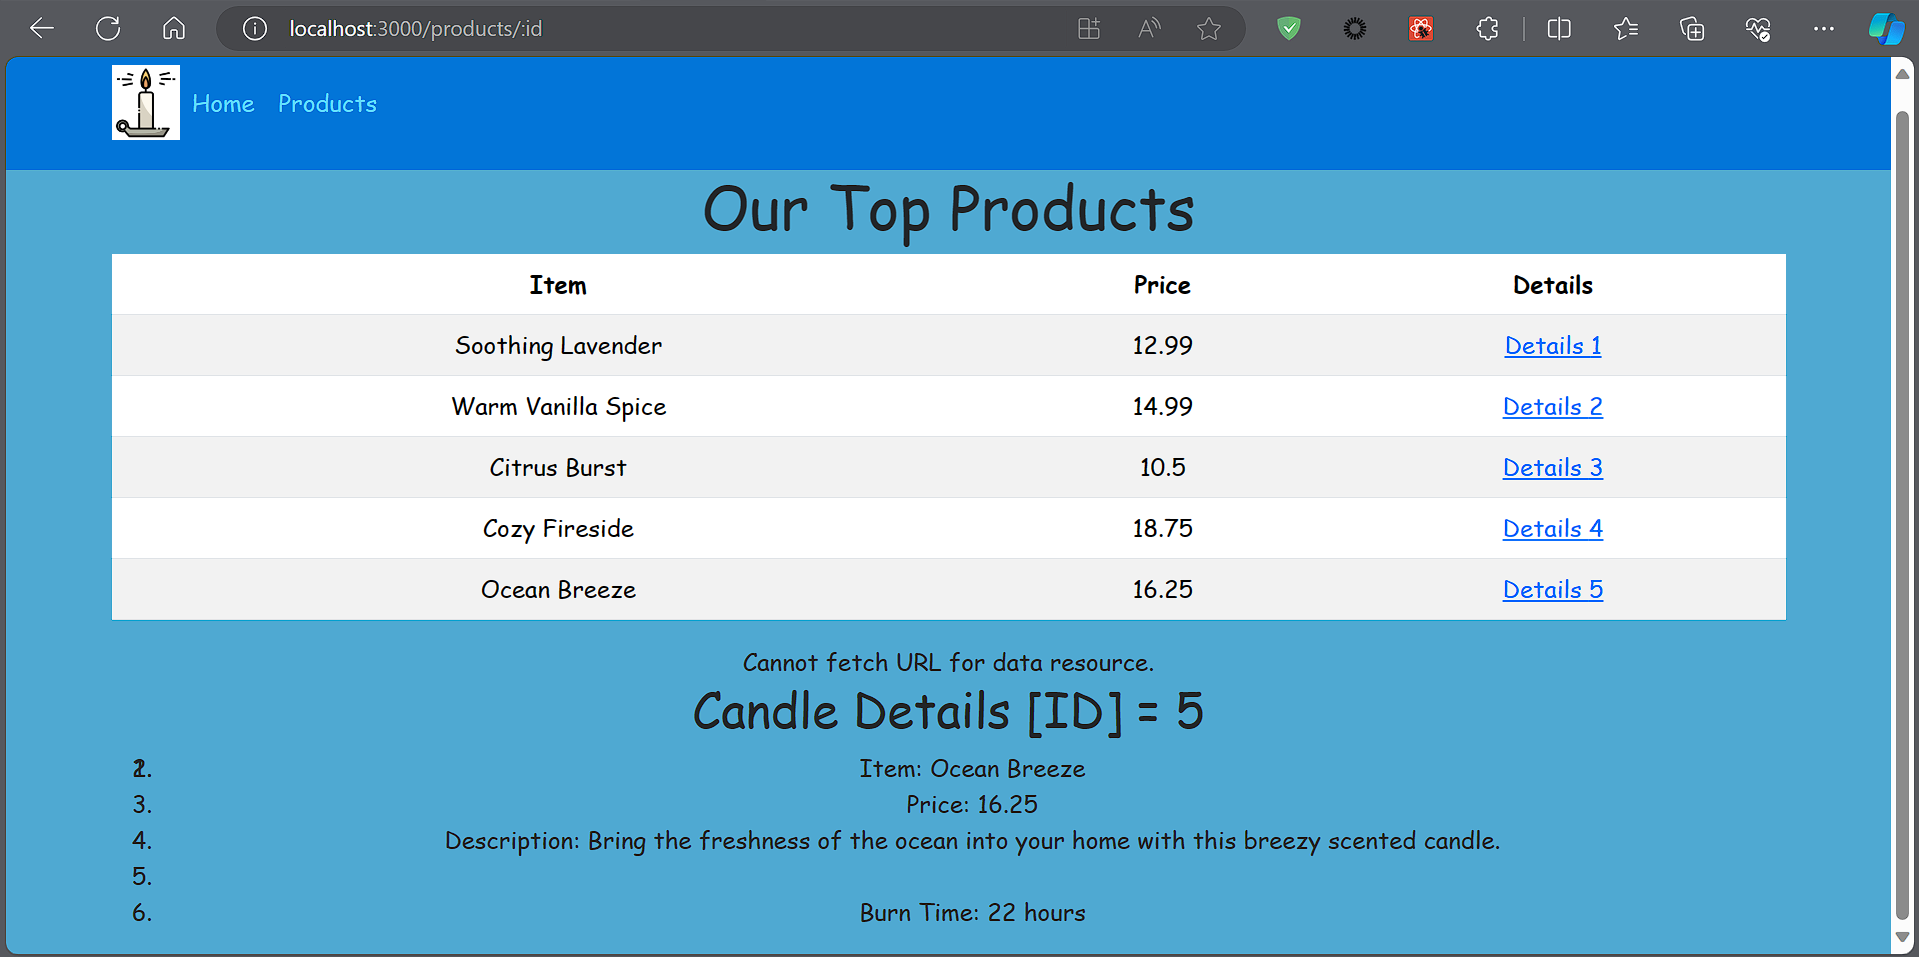 localhost:3000/products/:id
Home Products
Our Top Products
Item Price Details
Soothing Lavender 12.99 Details 1
Warm Vanilla Spice 14.99 Details 2
Citrus Burst 10.5 Details 3
Cozy Fireside 18.75 Details 4
Ocean Breeze 16.25 Details 5
Cannot fetch URL for data resource.
Candle Details [ID] = 5
Item: Ocean Breeze
3. Price: 16.25
4. Description: Bring the freshness of the ocean into your home with this breezy scented candle.
5.
6. Burn Time: 22 hours